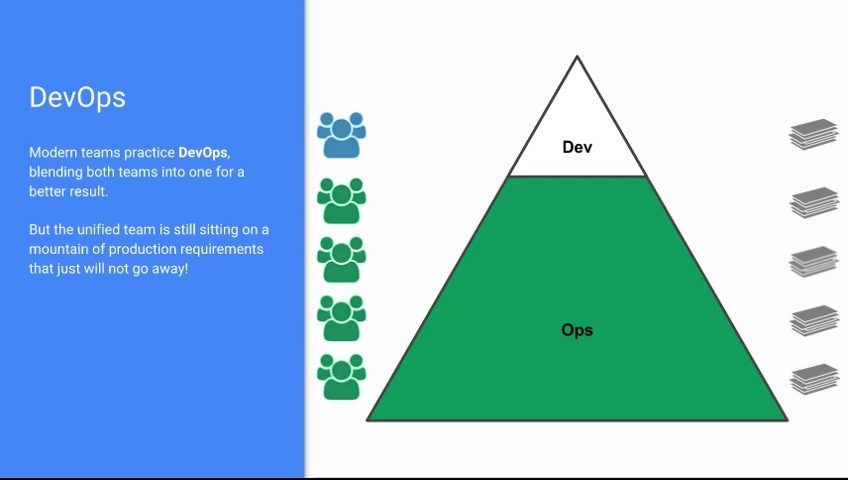 DevOps
Modern teams practice DevOps,
blending both teams into one for a
better result.
But the unified team is still sitting on a
mountain of production requirements
that just will not go away!
Dev
Ops